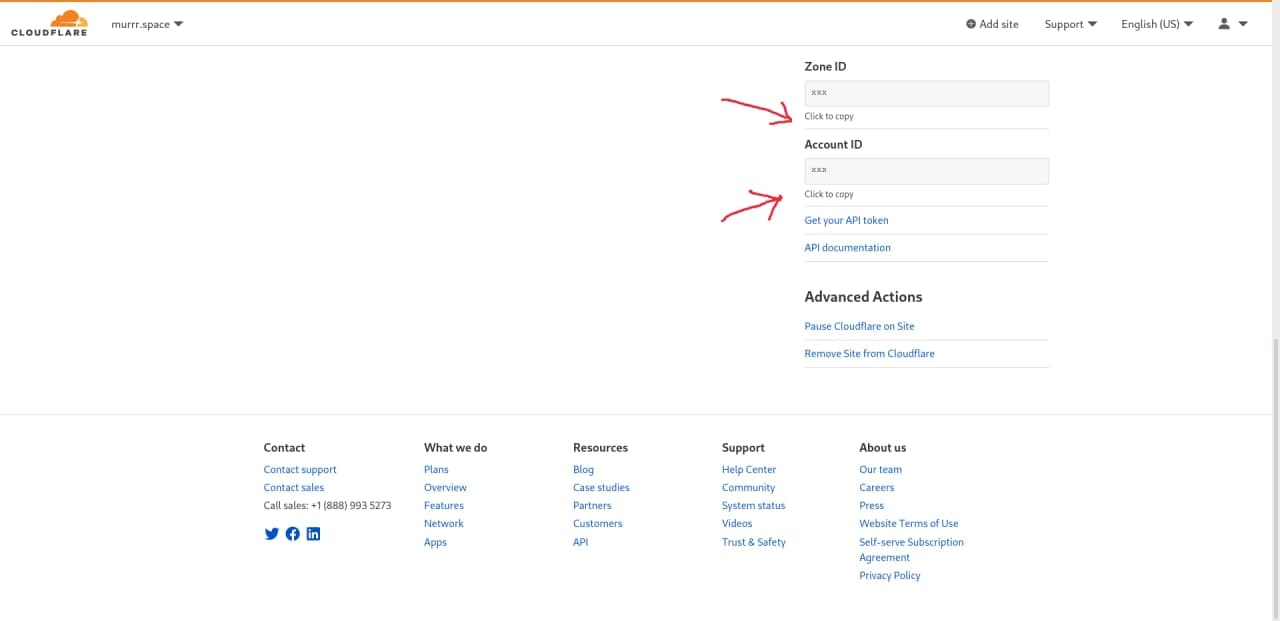 CLOUDFLARE
murrr.space
Add site
Support
English (US)
Zone ID
xxx
Click to copy
Account ID
xxx
Click to copy
Get your API token
API documentation
Advanced Actions
Pause Cloudflare on Site
Remove Site from Cloudflare
Contact
Contact support
Contact sales
Call sales: +1 (888) 993 5273
What we do
Plans
Overview
Features
Network
Apps
Resources
Blog
Case studies
Partners
Customers
API
Support
Help Center
Community
System status
Videos
Trust & Safety
About us
Our team
Careers
Press
Website Terms of Use
Self-serve Subscription
Agreement
Privacy Policy